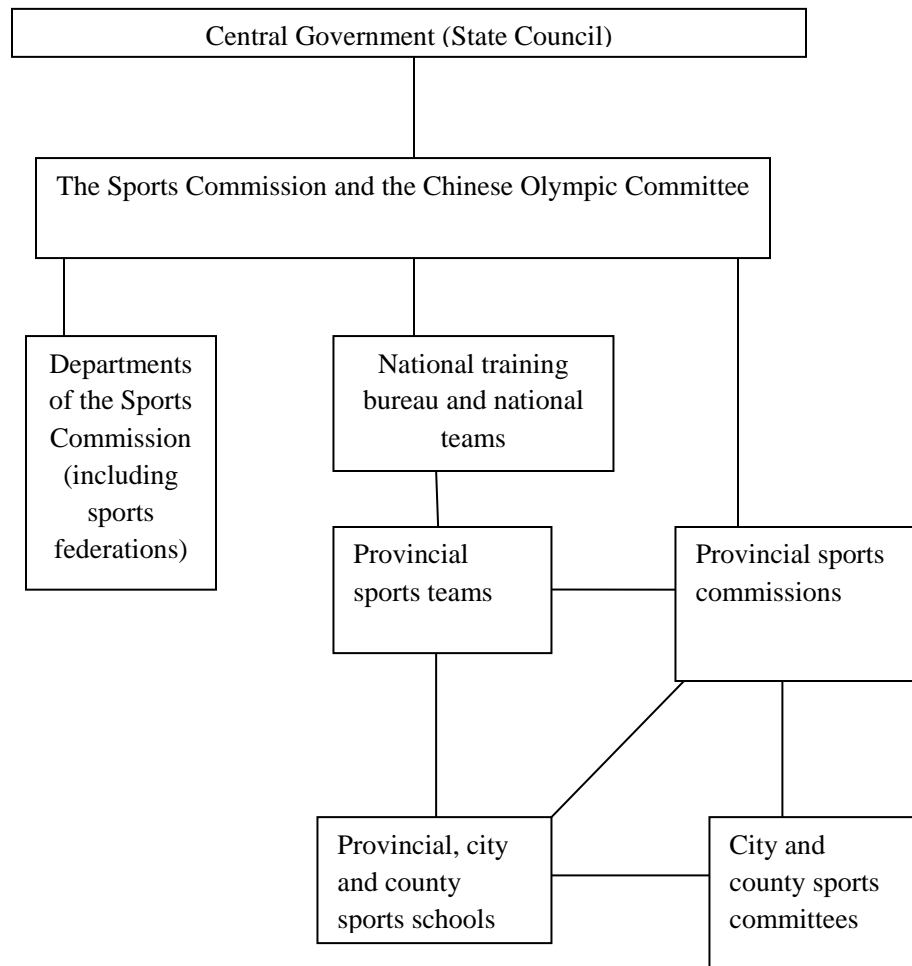 Central Government (State Council)
The Sports Commission and the Chinese Olympic Committee
Departments
of the Sports
Commission
(including
sports
federations)
National training
bureau and national
teams
Provincial
sports teams
Provincial sports
commissions
Provincial, city
and county
sports schools
City and
county sports
committees